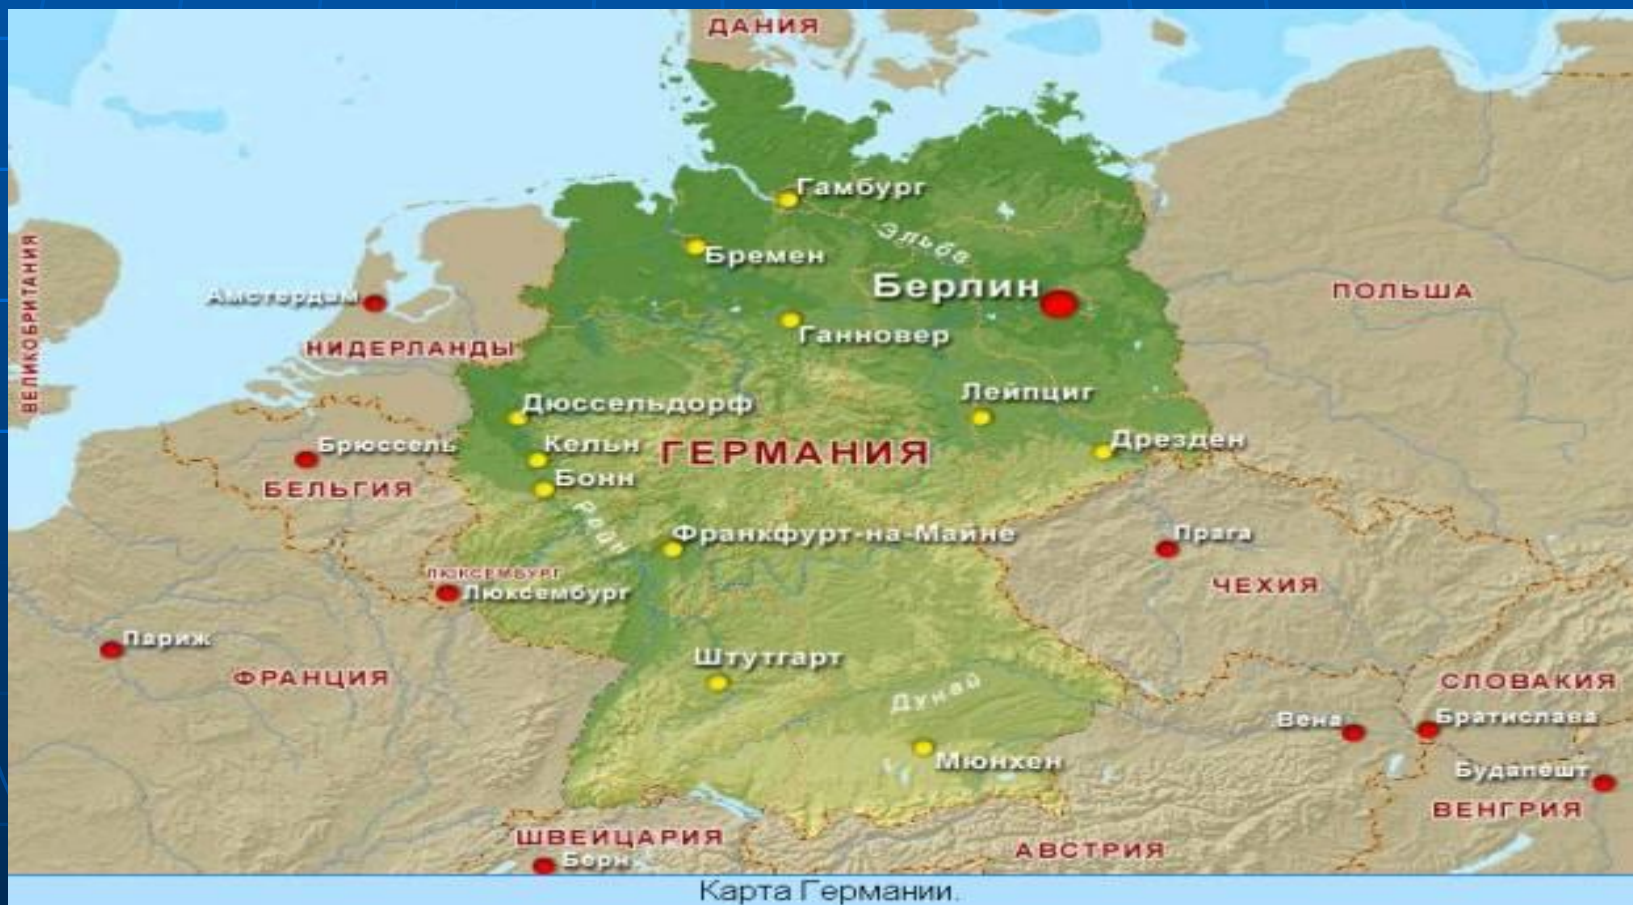 ДАНИЯ
Гамбург
Эльба
Бремен
ВЕЛИКОБРИТАНИЯ
Берлин
Амстердам
ПОЛЬША
Ганновер
НИДЕРЛАНДЫ
Лейпциг
Дюссельдорф
Дрезден
Брюссель
Кельн
ГЕРМАНИЯ
Бонн
БЕЛЬГИЯ
Рейн
Франкфурт-на-Майне
Прага
ЛЮКСЕМБУРГ
Люксембург
ЧЕХИЯ
Париж
Штутгарт
ФРАНЦИЯ
Дунай
СЛОВАКИЯ
Вена
Братислава
Мюнхен
Будапешт
ВЕНГРИЯ
ШВЕЙЦАРИЯ
АВСТРИЯ
Берн
Карта Германии.